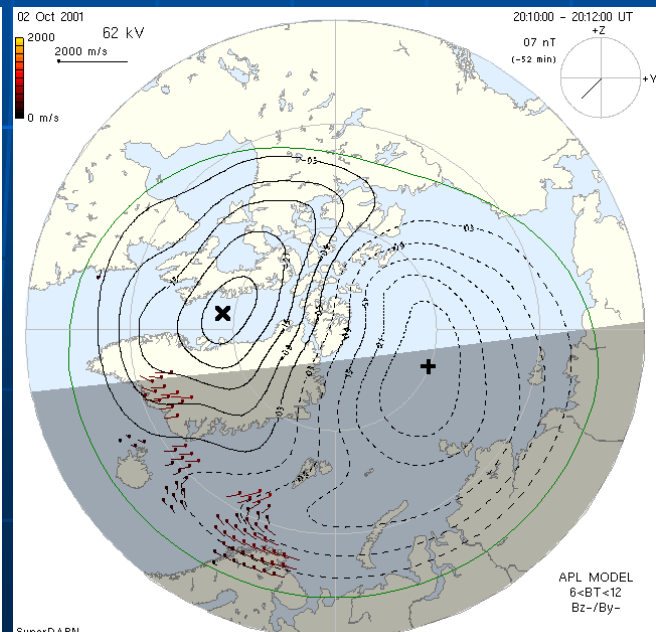 02 Oct 2001
62 kV
20:10:00 - 20:12:00 UT
2000
2000 m/s
0 m/s
07 nT
(-52 min)
+Z
+Y
APL MODEL
6<BT<12
Bz-/By-
SuperDARN